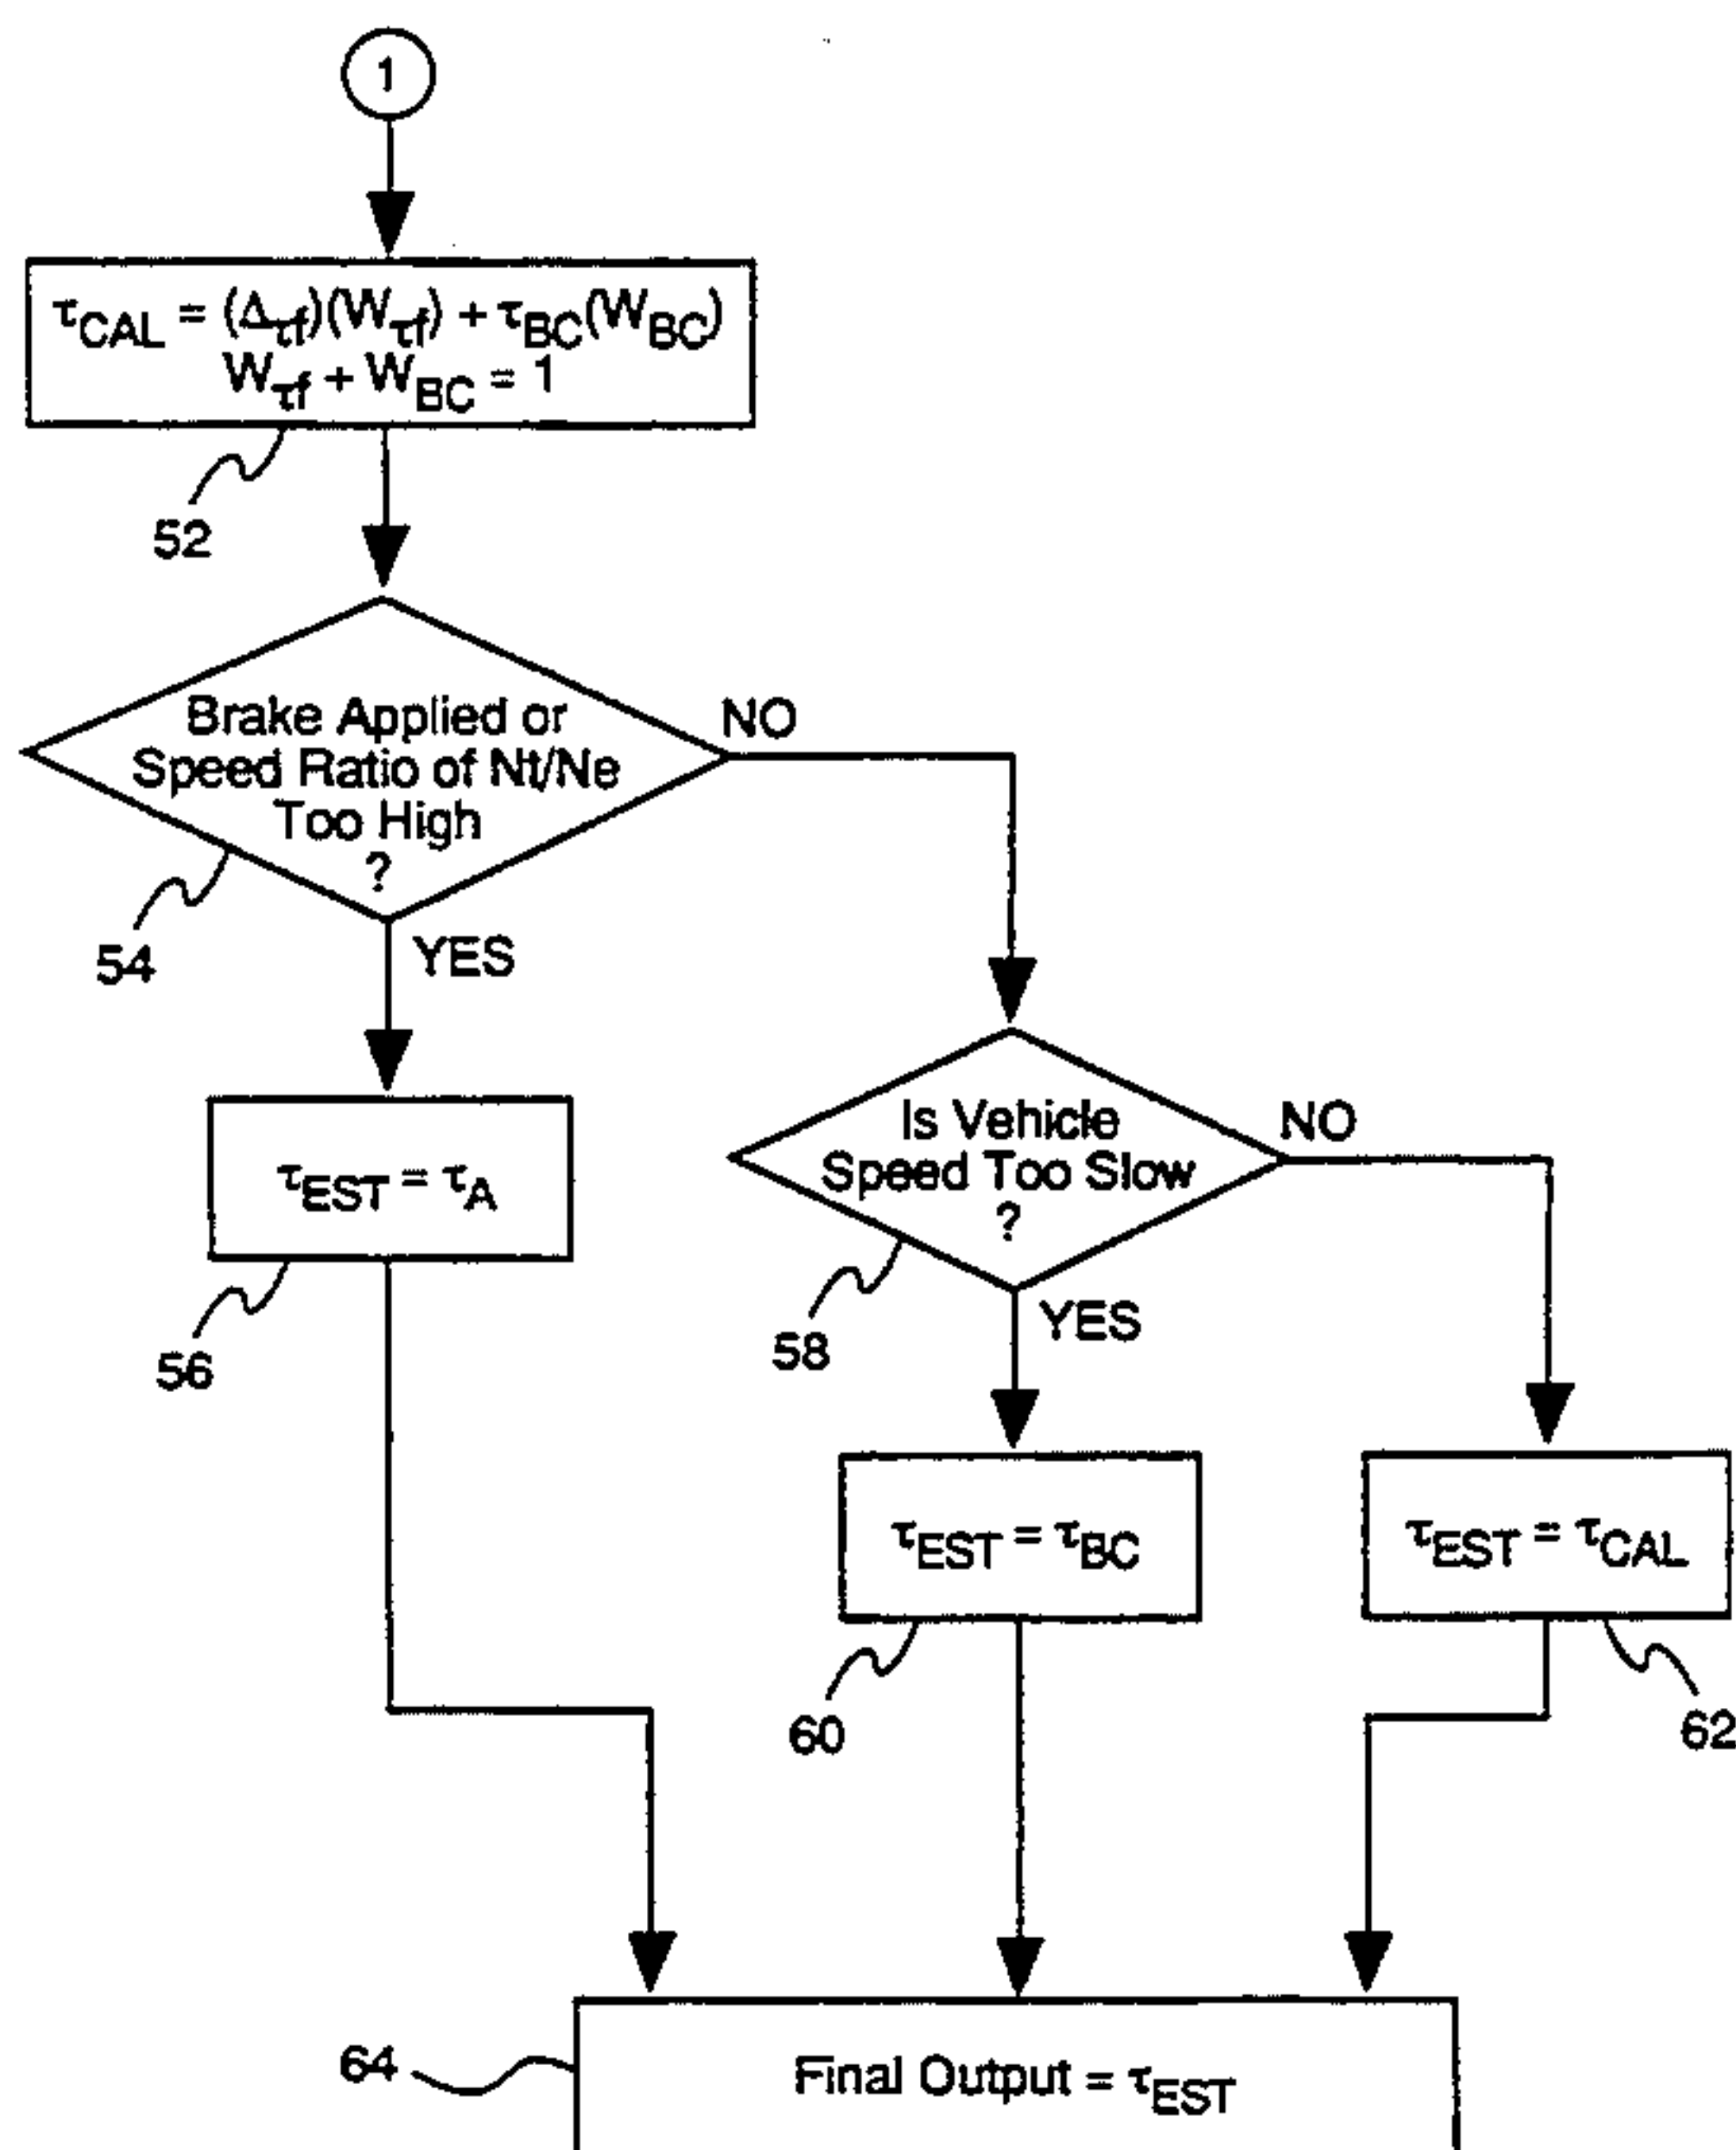 1
τCAL = (Δτf)(Wτf) + τBC(WBC)
Wτf + WBC = 1
52
Brake Applied or
Speed Ratio of Nt/Ne
Too High
?
NO
54
YES
τEST = τA
56
Is Vehicle
Speed Too Slow
?
NO
58
YES
τEST = τBC
60
τEST = τCAL
62
64
Final Output = τEST